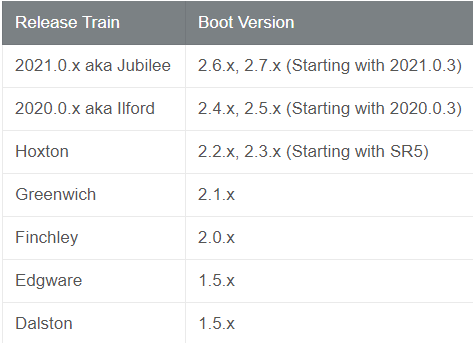 Release Train Boot Version
2021.0.x aka Jubilee 2.6.x, 2.7.x (Starting with 2021.0.3)
2020.0.x aka Ilford 2.4.x, 2.5.x (Starting with 2020.0.3)
Hoxton 2.2.x, 2.3.x (Starting with SR5)
Greenwich 2.1.x
Finchley 2.0.x
Edgware 1.5.x
Dalston 1.5.x